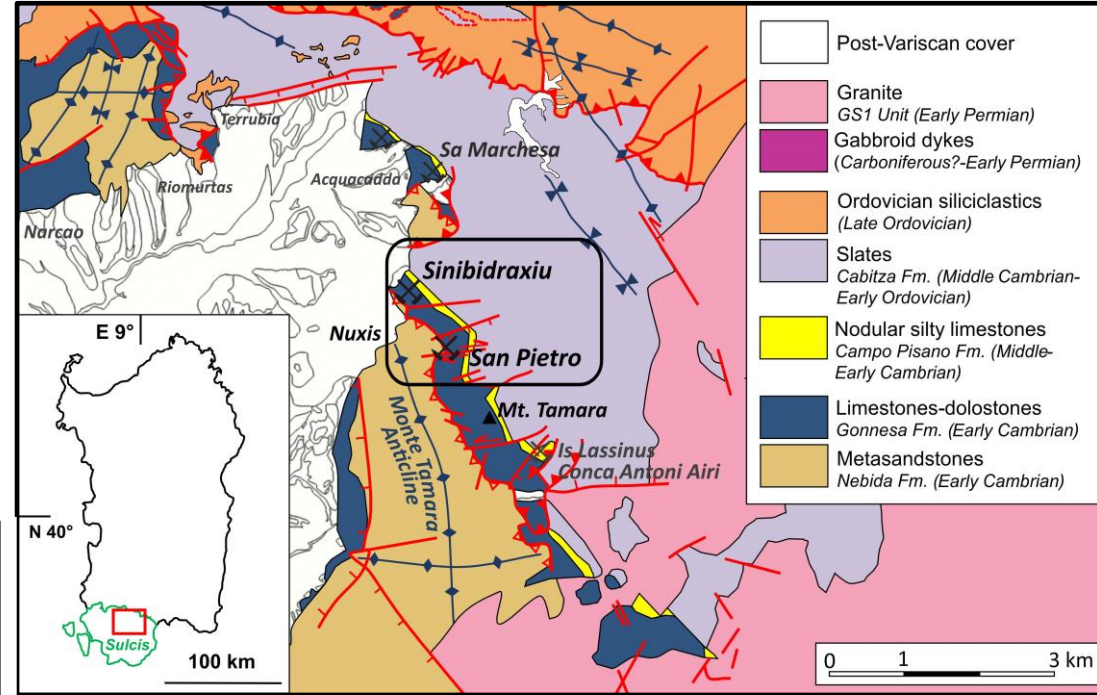 Terrubia
Sa Marchesa
Acquacadda
Riomurtas
Narcao
Sinibidraxiu
Nuxis
San Pietro
Mt. Tamara
Monte Tamara
Anticline
Is Lassinus
Conca Antoni Airi
E 9°
N 40°
Sulcis
100 km
Post-Variscan cover
Granite
GS1 Unit (Early Permian)
Gabbroid dykes
(Carboniferous?-Early Permian)
Ordovician siliciclastics
(Late Ordovician)
Slates
Cabitza Fm. (Middle Cambrian-
Early Ordovician)
Nodular silty limestones
Campo Pisano Fm. (Middle-
Early Cambrian)
Limestones-dolostones
Gonnesa Fm. (Early Cambrian)
Metasandstones
Nebida Fm. (Early Cambrian)
0 1 3 km